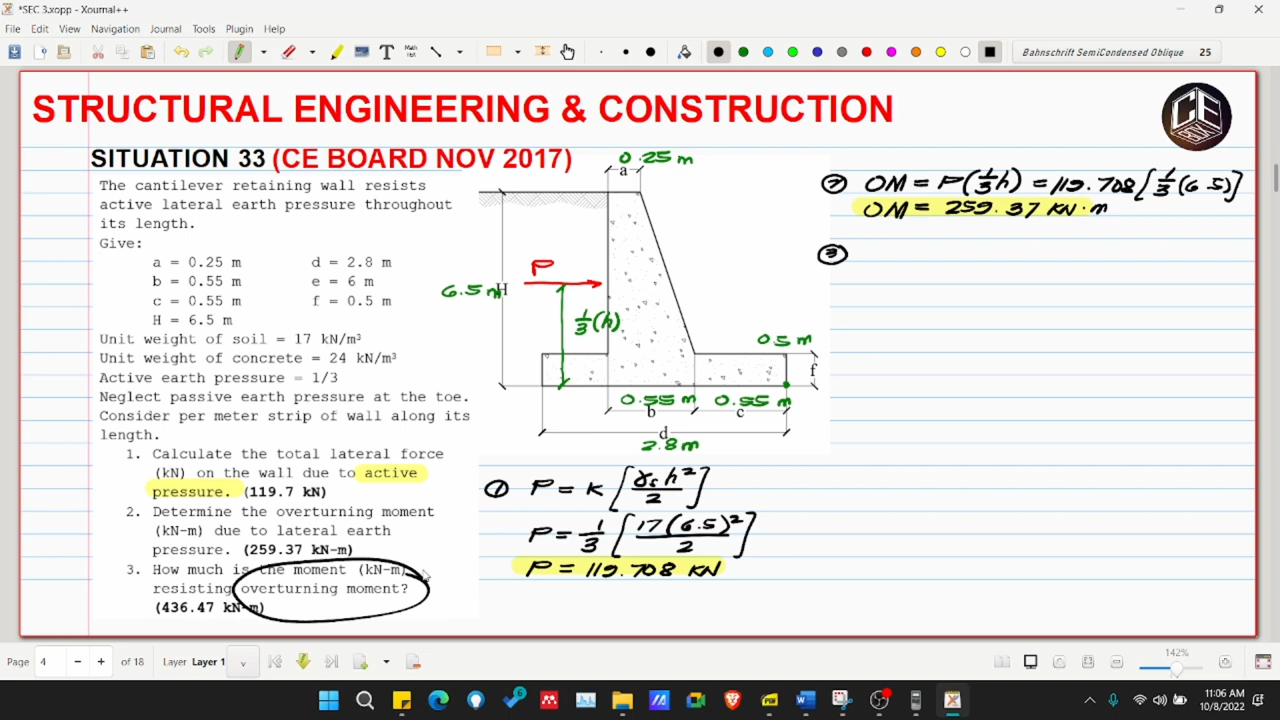 *SEC 3.xopp - Xournal++
File Edit View Navigation Journal Tools Plugin Help
Bahnschrift SemiCondensed Oblique 25
STRUCTURAL ENGINEERING & CONSTRUCTION
CE
SITUATION 33 (CE BOARD NOV 2017)
The cantilever retaining wall resists
active lateral earth pressure throughout
its length.
Give:
a = 0.25 m d = 2.8 m
b = 0.55 m e = 6 m
c = 0.55 m f = 0.5 m
H = 6.5 m
Unit weight of soil = 17 kN/m³
Unit weight of concrete = 24 kN/m³
Active earth pressure = 1/3
Neglect passive earth pressure at the toe.
Consider per meter strip of wall along its
length.
1. Calculate the total lateral force
(kN) on the wall due to active
pressure. (119.7 kN)
2. Determine the overturning moment
(kN-m) due to lateral earth
pressure. (259.37 kN-m)
3. How much is the moment (kN-m)
resisting overturning moment?
(436.47 kN-m)
0.25 m
a
P
6.5 m H
1/3(h)
0.5 m
f
0.55 m 0.55 m
b c
d
2.8 m
① P = K [γs h²/2]
P = 1/3 [17(6.5)²/2]
P = 119.708 KN
② OM = P(1/3h) = 119.708[1/3(6.5)]
OM = 259.37 KN·m
③
Page 4 of 18 Layer Layer 1
142%
11:06 AM
10/8/2022